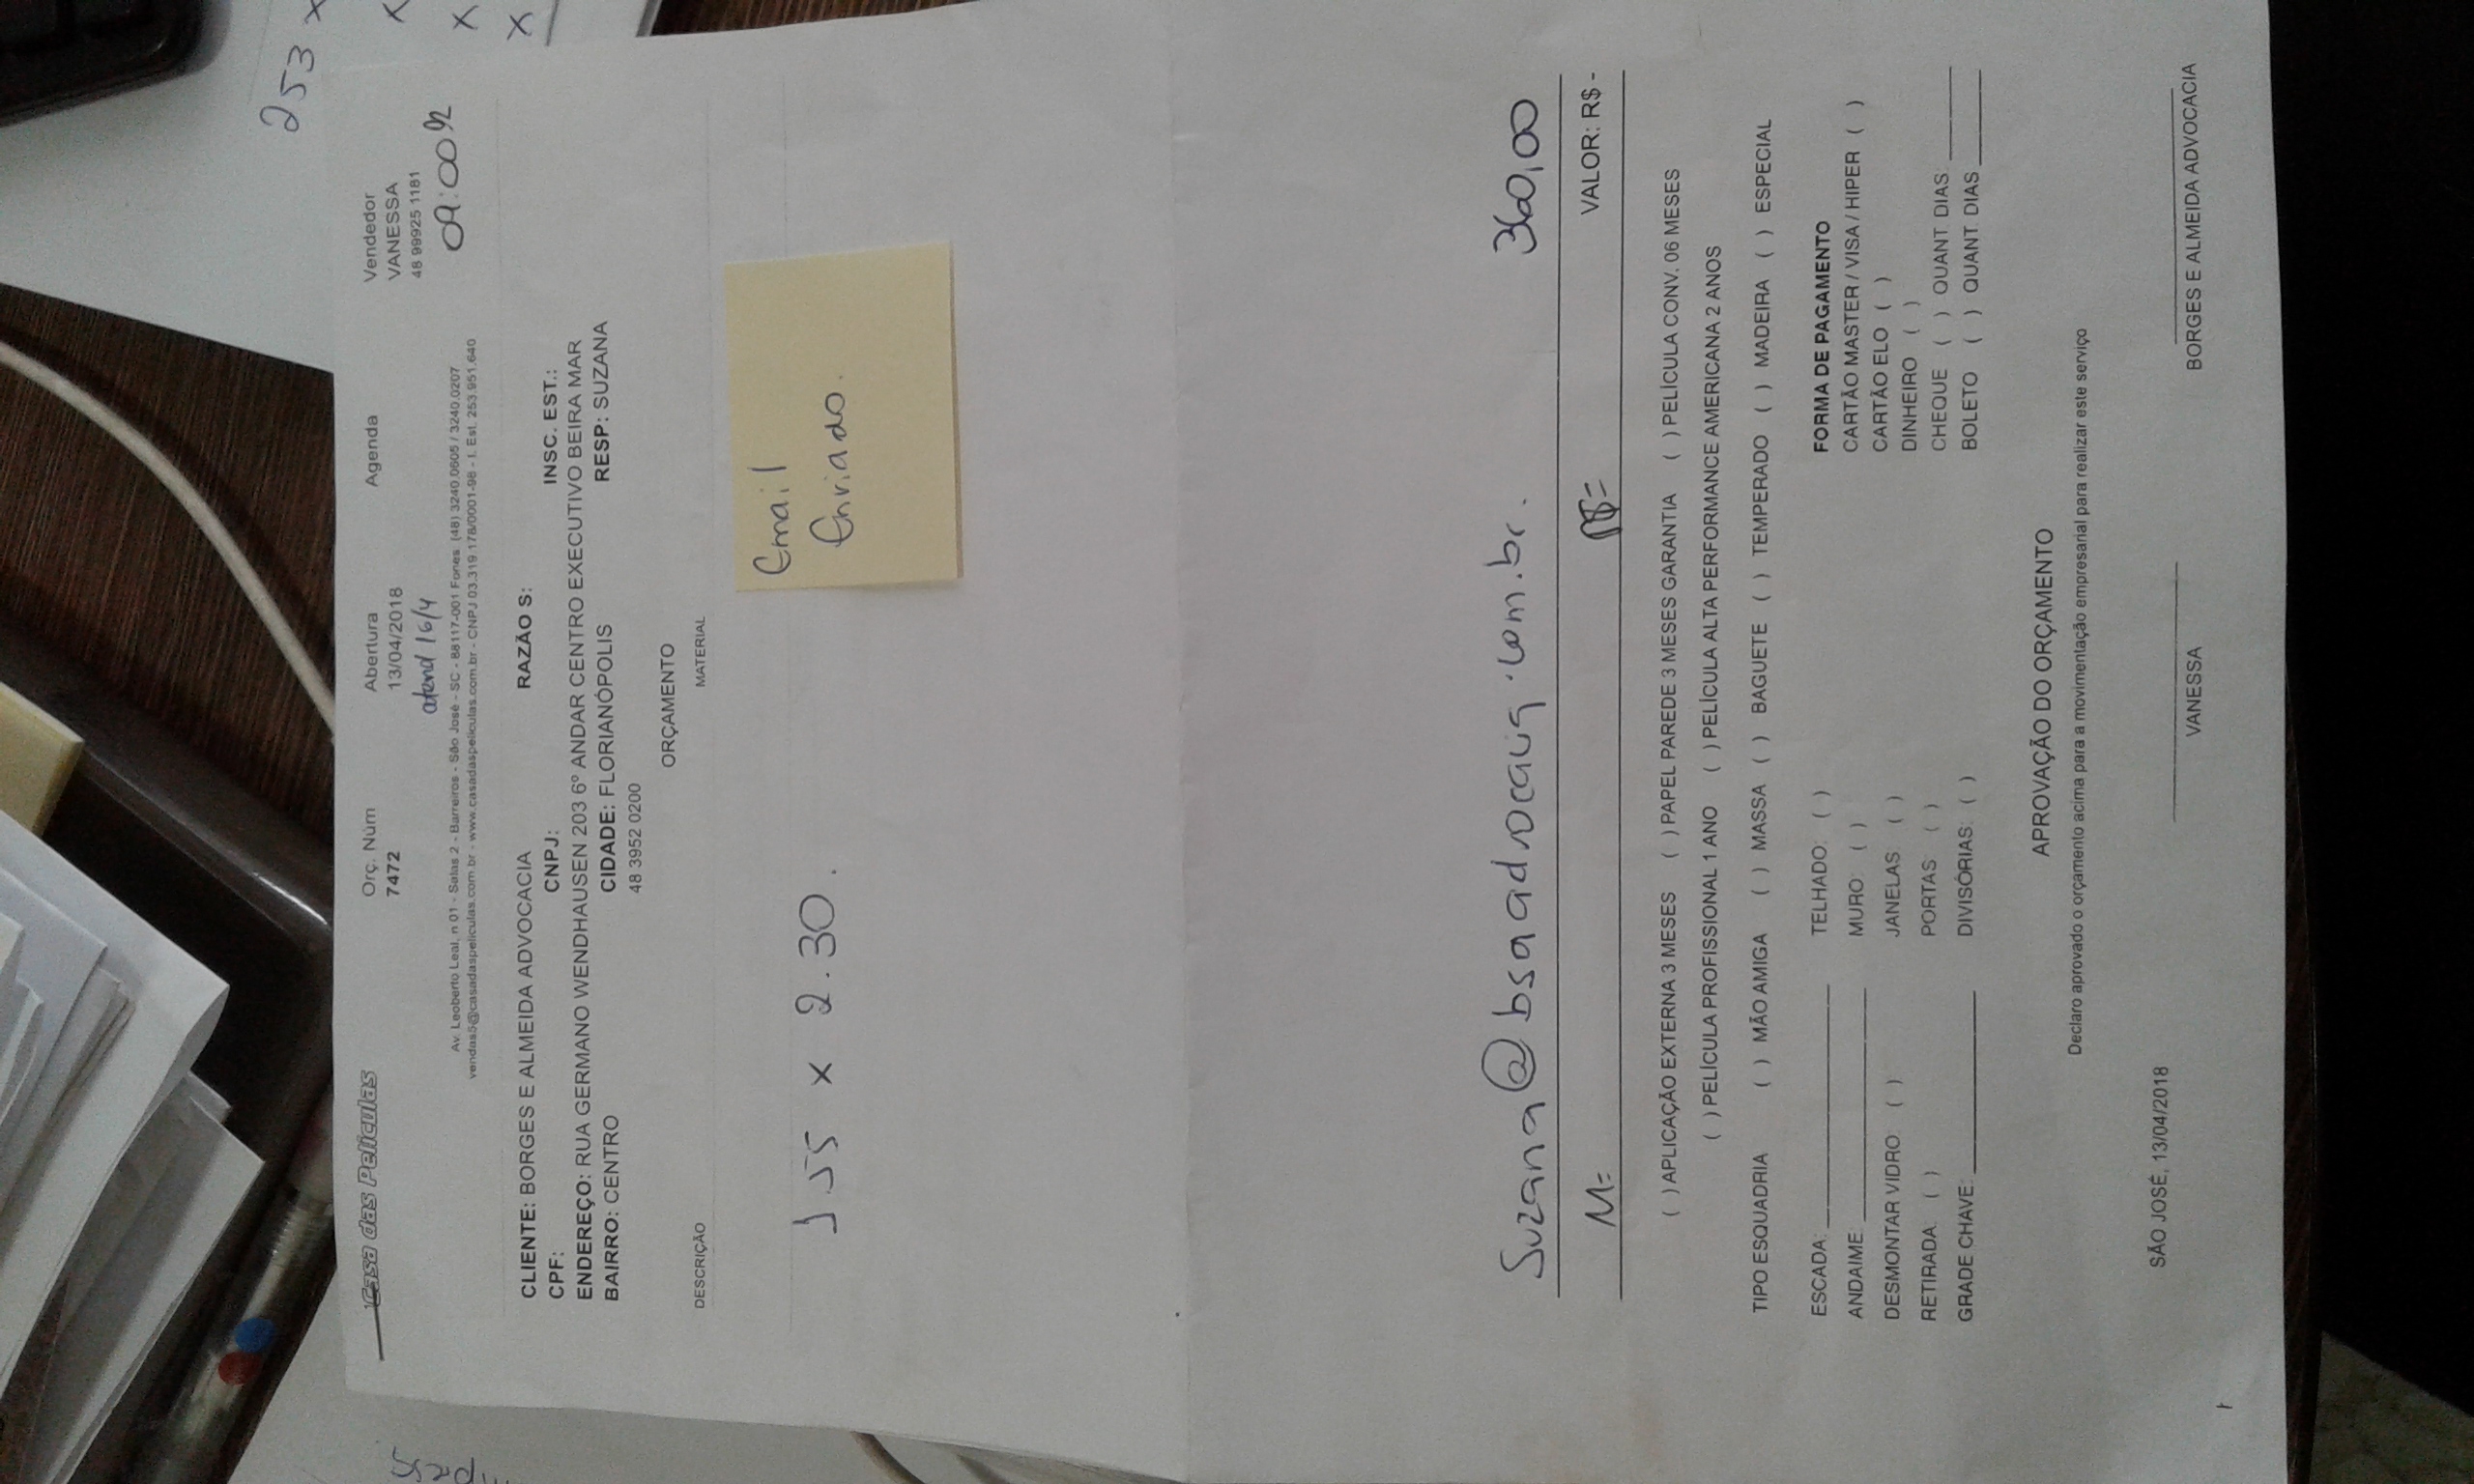 Casa das Películas
Orç. Núm
7472
Abertura
13/04/2018
atend 16/4
Agenda
Vendedor
VANESSA
48 99925 1181
09:00h
Av. Leoberto Leal, n 01 - Salas 2 - Barreiros - São José - SC - 88117-001 Fones (48) 3240.0605 / 3240.0207
vendas5@casadaspeliculas.com.br - www.casadaspeliculas.com.br - CNPJ 03.319.178/0001-98 - I. Est. 253.951.640
CLIENTE: BORGES E ALMEIDA ADVOCACIA RAZÃO S:
CPF: CNPJ: INSC. EST.:
ENDEREÇO: RUA GERMANO WENDHAUSEN 203 6º ANDAR CENTRO EXECUTIVO BEIRA MAR
BAIRRO: CENTRO CIDADE: FLORIANÓPOLIS RESP: SUZANA
48 3952 0200
ORÇAMENTO
DESCRIÇÃO MATERIAL
155 x 2.30.
Email
Enviado.
Suzana@bsaadvocacia.com.br. 360,00
M= R$= VALOR: R$ -
( ) APLICAÇÃO EXTERNA 3 MESES ( ) PAPEL PAREDE 3 MESES GARANTIA ( ) PELÍCULA CONV. 06 MESES
( ) PELÍCULA PROFISSIONAL 1 ANO ( ) PELÍCULA ALTA PERFORMANCE AMERICANA 2 ANOS
TIPO ESQUADRIA ( ) MÃO AMIGA ( ) MASSA ( ) BAGUETE ( ) TEMPERADO ( ) MADEIRA ( ) ESPECIAL
ESCADA: TELHADO: ( )
ANDAIME: MURO: ( )
DESMONTAR VIDRO: ( ) JANELAS: ( )
RETIRADA: ( ) PORTAS: ( )
GRADE CHAVE: DIVISÓRIAS: ( )
FORMA DE PAGAMENTO
CARTÃO MASTER / VISA / HIPER ( )
CARTÃO ELO ( )
DINHEIRO ( )
CHEQUE ( ) QUANT DIAS:
BOLETO ( ) QUANT DIAS
APROVAÇÃO DO ORÇAMENTO
Declaro aprovado o orçamento acima para a movimentação empresarial para realizar este serviço
SÃO JOSÉ, 13/04/2018
VANESSA
BORGES E ALMEIDA ADVOCACIA
253 x
x
x
x